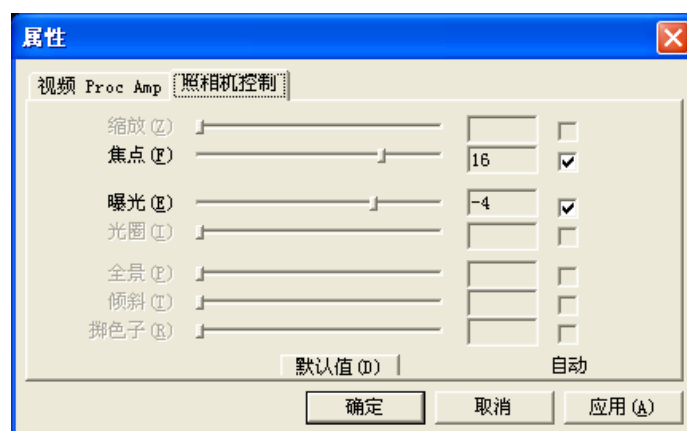 属性
视频 Proc Amp 照相机控制
缩放(Z)
焦点(F) 16
曝光(E) -4
光圈(I)
全景(P)
倾斜(T)
掷色子(R)
默认值(D) 自动
确定 取消 应用(A)